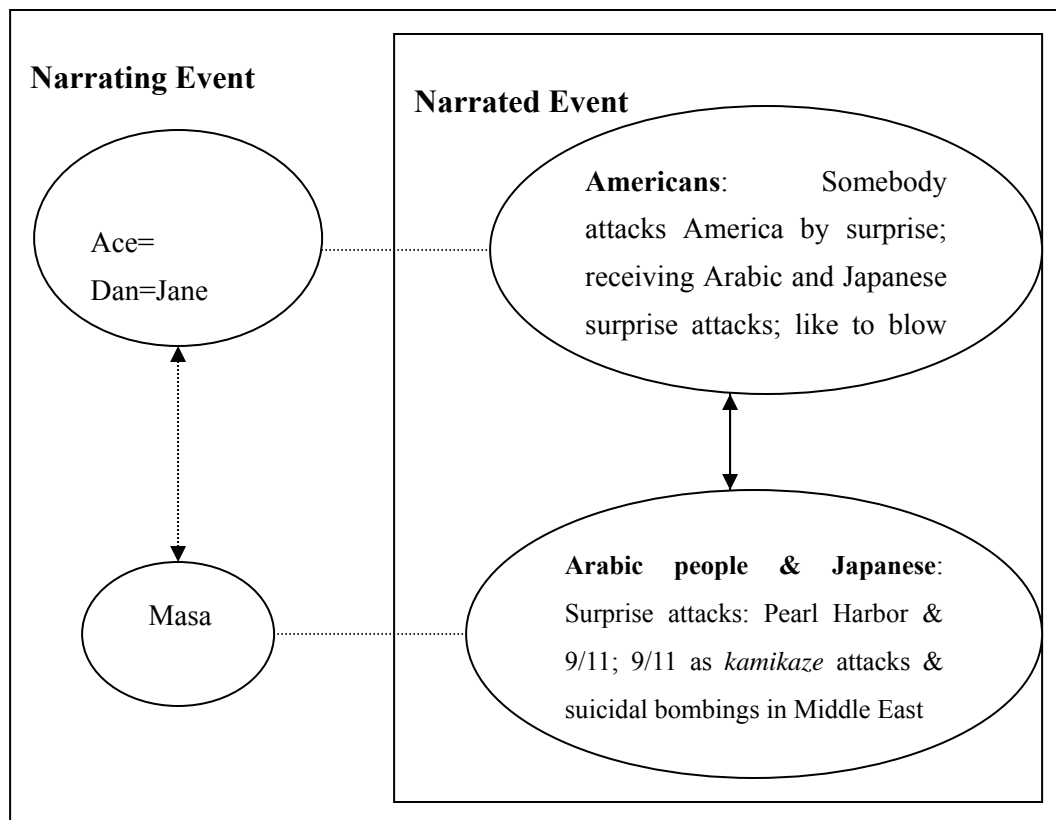 Narrating Event
Narrated Event
Americans: Somebody
attacks America by surprise;
receiving Arabic and Japanese
surprise attacks; like to blow
Ace=
Dan=Jane
Masa
Arabic people & Japanese:
Surprise attacks: Pearl Harbor &
9/11; 9/11 as kamikaze attacks &
suicidal bombings in Middle East